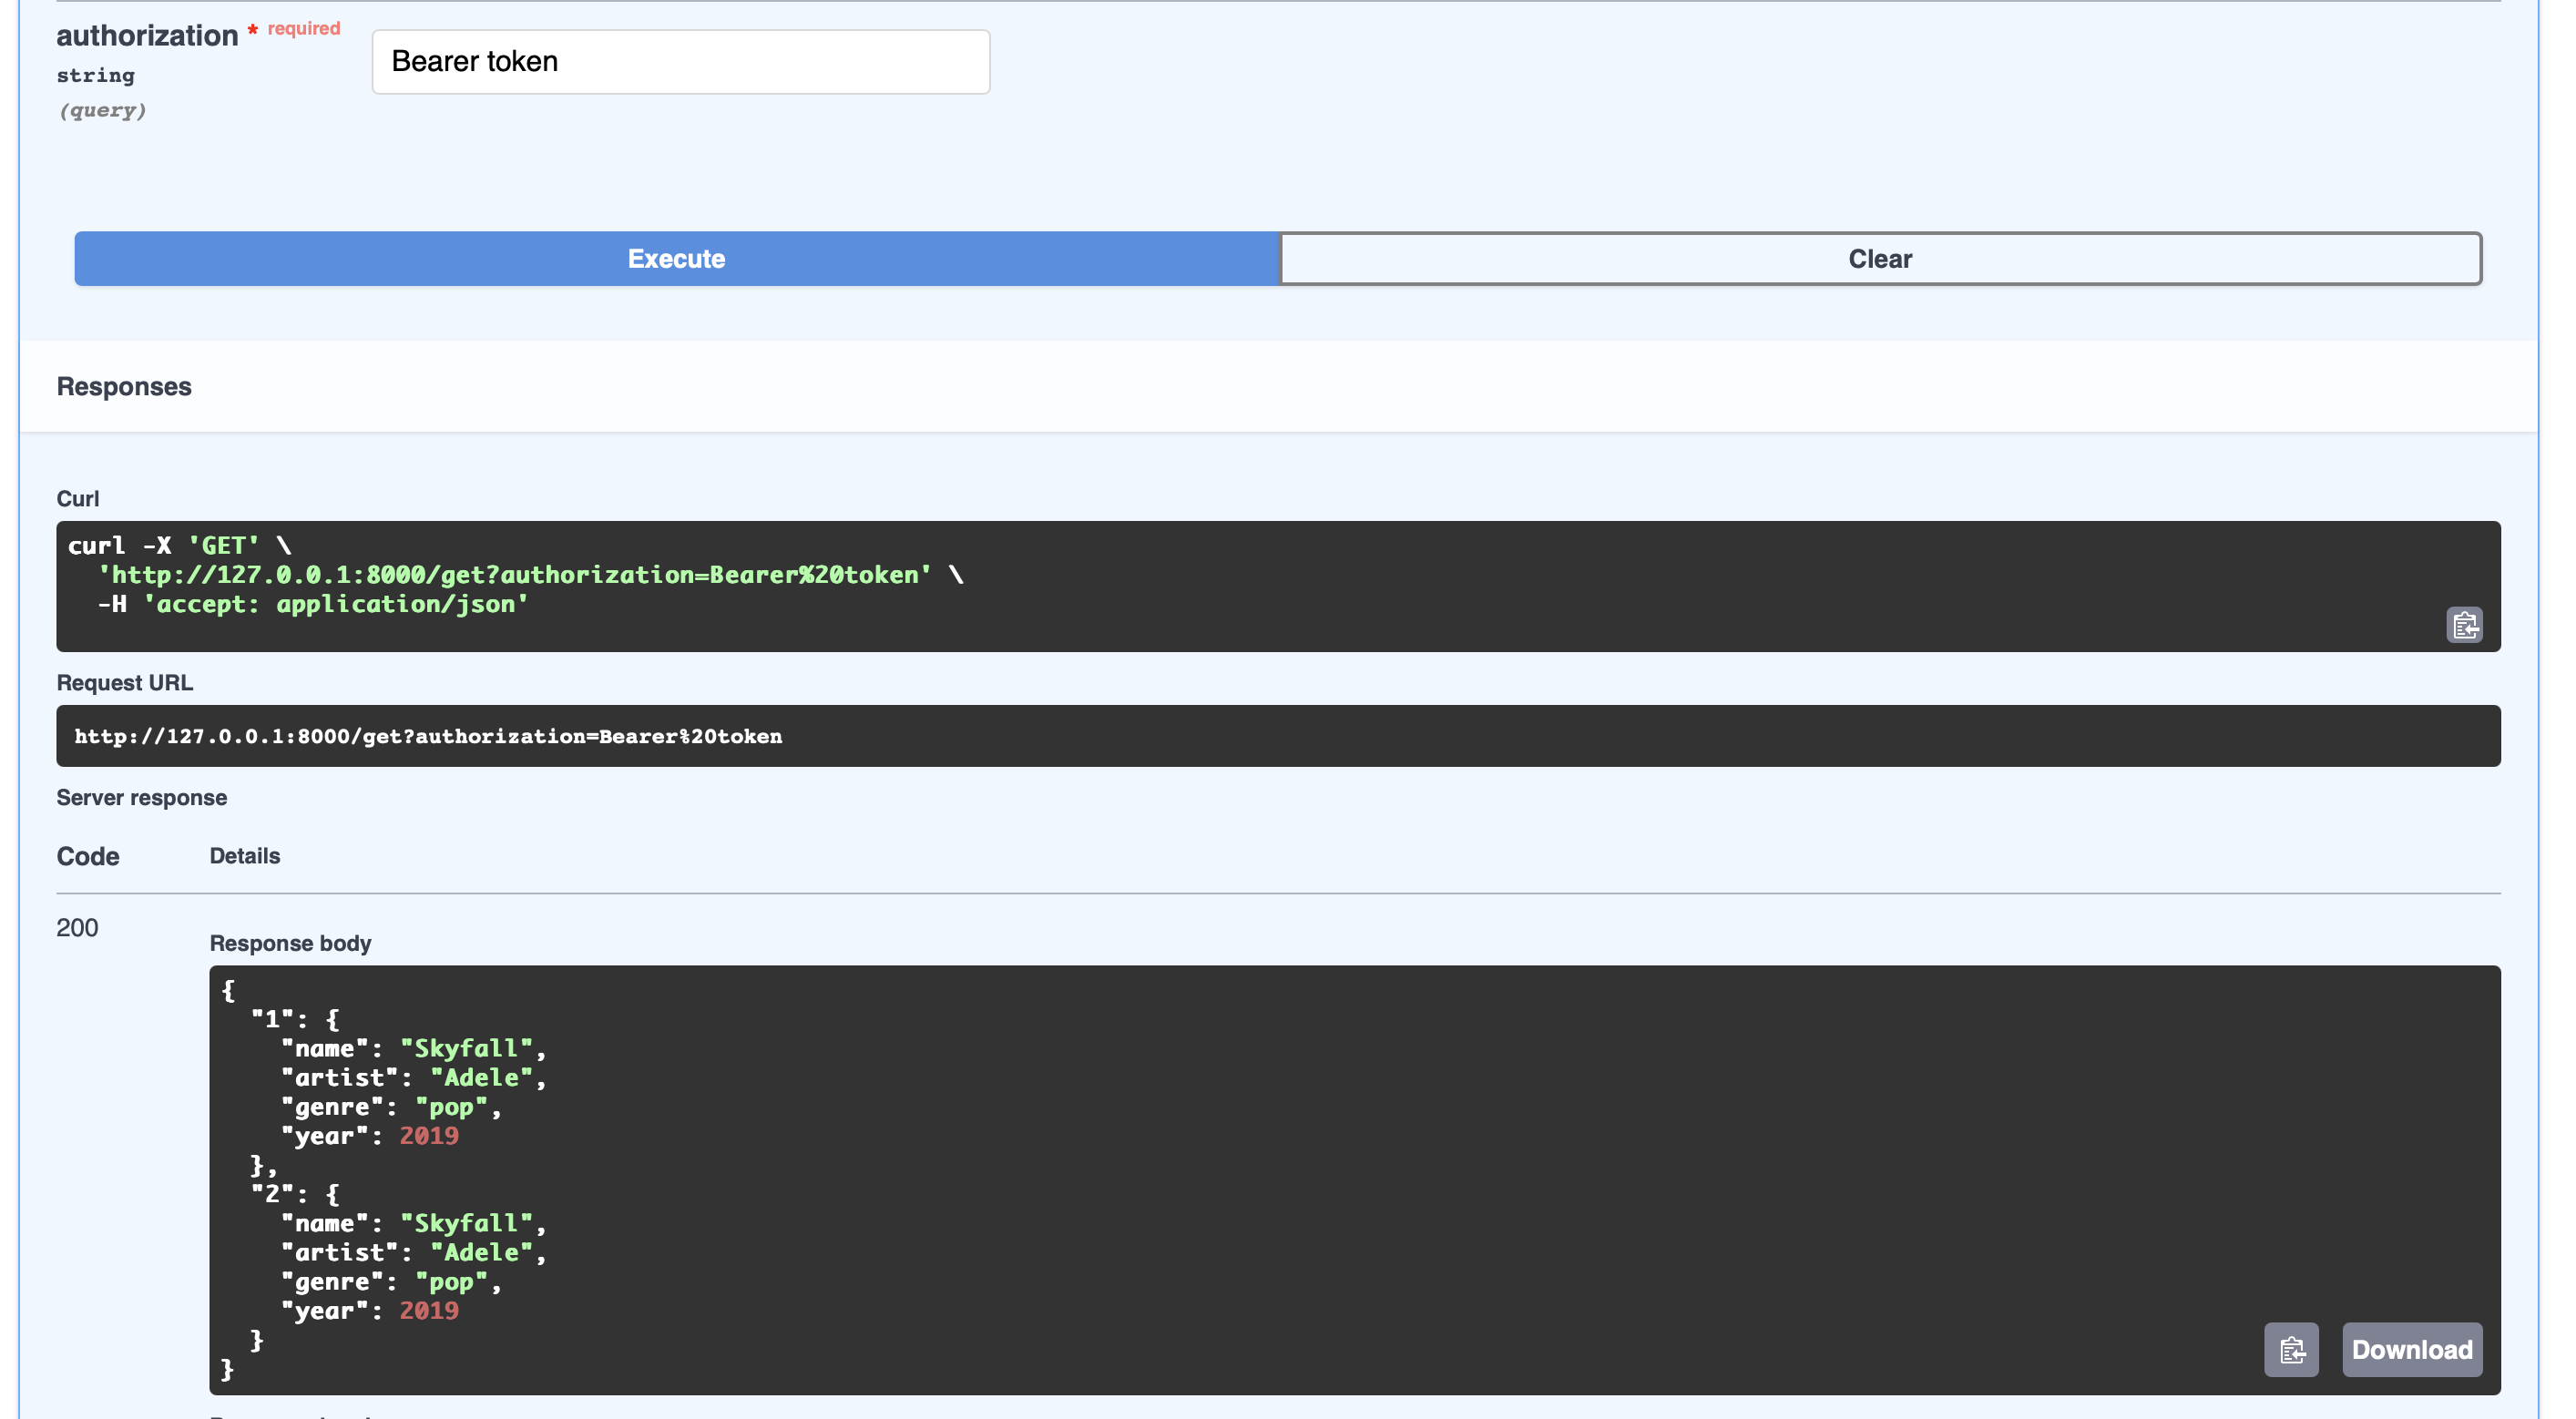 authorization * required
string
(query)
Bearer token
Execute
Clear
Responses
Curl
curl -X 'GET' \
  'http://127.0.0.1:8000/get?authorization=Bearer%20token' \
  -H 'accept: application/json'
Request URL
http://127.0.0.1:8000/get?authorization=Bearer%20token
Server response
Code Details
200
Response body
{
  "1": {
    "name": "Skyfall",
    "artist": "Adele",
    "genre": "pop",
    "year": 2019
  },
  "2": {
    "name": "Skyfall",
    "artist": "Adele",
    "genre": "pop",
    "year": 2019
  }
}
Download